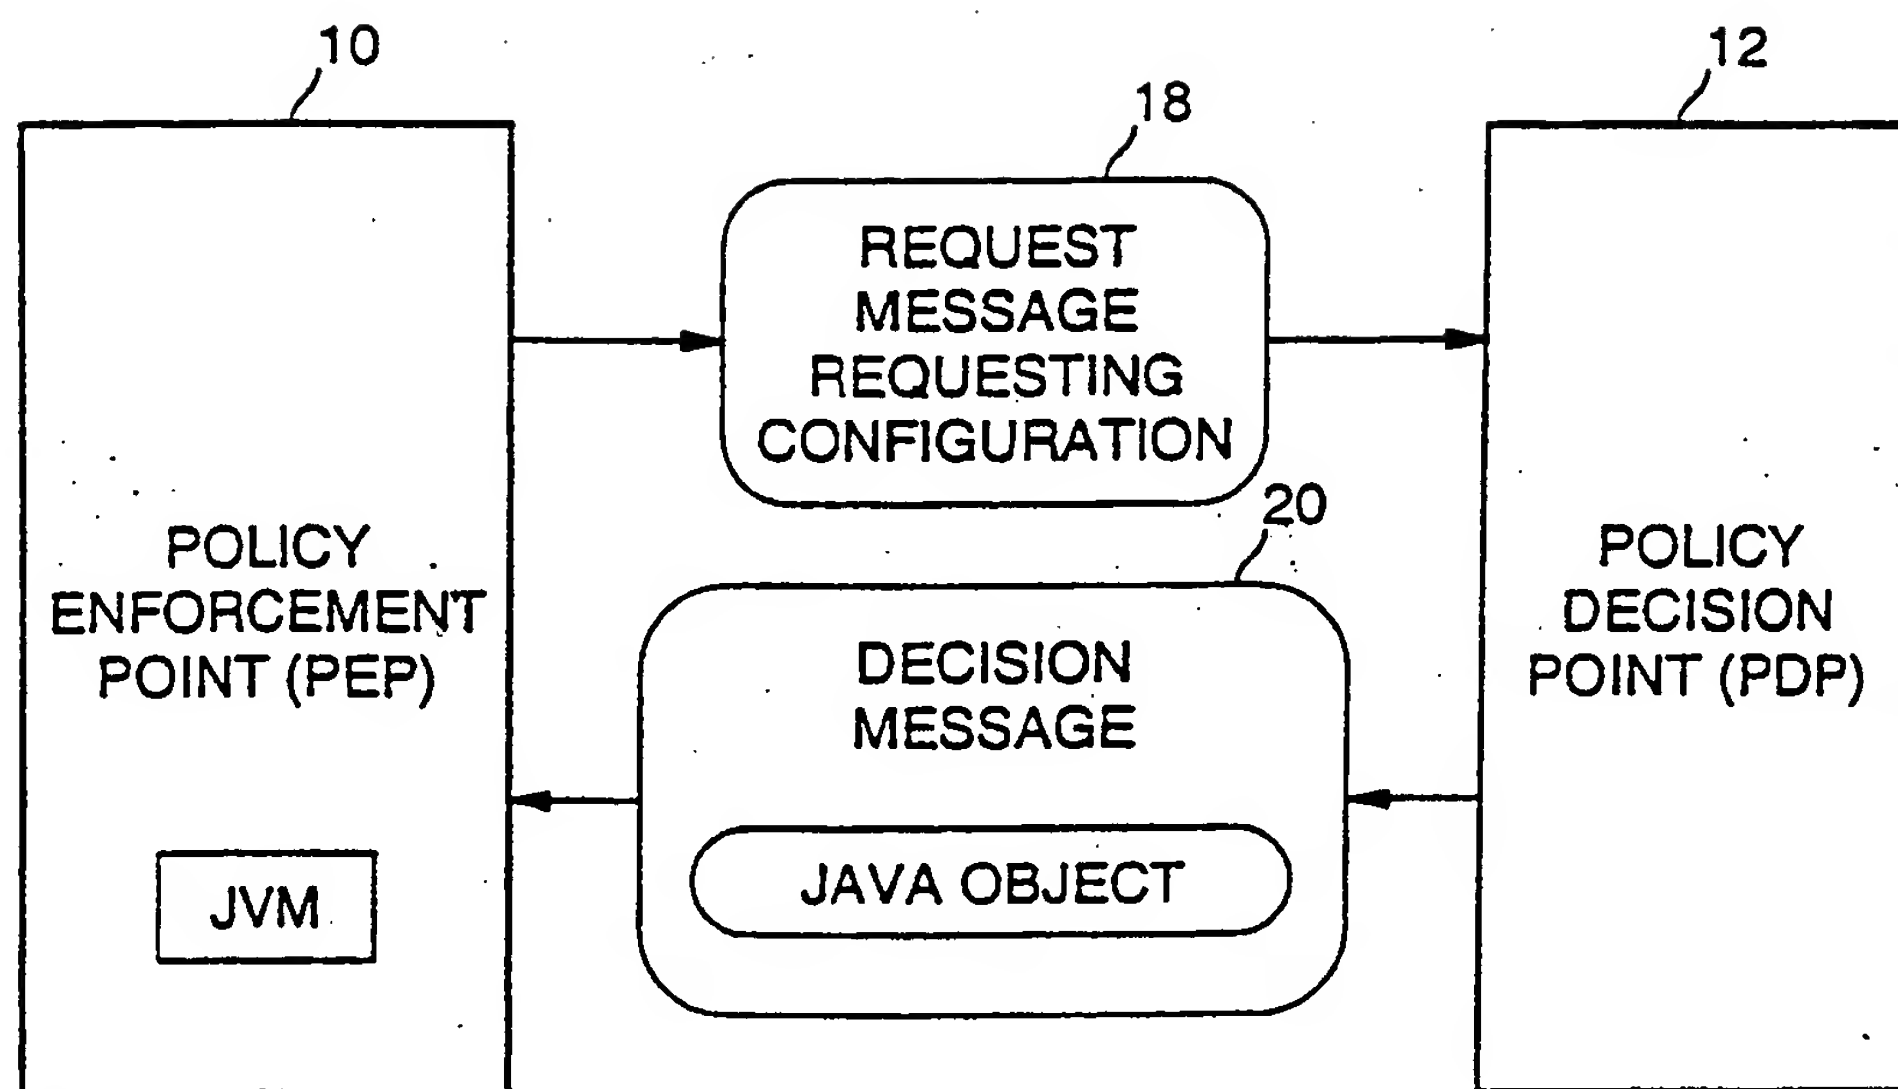 10
12
18
REQUEST
MESSAGE
REQUESTING
CONFIGURATION
20
POLICY
ENFORCEMENT
POINT (PEP)
DECISION
MESSAGE
POLICY
DECISION
POINT (PDP)
JAVA OBJECT
JVM